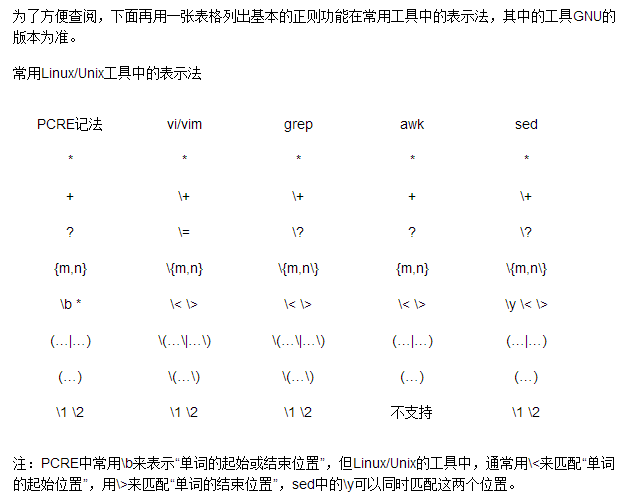 为了方便查阅，下面再用一张表格列出基本的正则功能在常用工具中的表示法，其中的工具GNU的
版本为准。
常用Linux/Unix工具中的表示法
PCRE记法 vi/vim grep awk sed
* * * * *
+ \+ \+ + \+
? \= \? ? \?
{m,n} \{m,n} \{m,n\} {m,n} \{m,n\}
\b * \< \> \< \> \< \> \y \< \>
(…|…) \(…\|…\) \(…\|…\) (…|…) (…|…)
(…) \(…\) \(…\) (…) (…)
\1 \2 \1 \2 \1 \2 不支持 \1 \2
注：PCRE中常用\b来表示“单词的起始或结束位置”，但Linux/Unix的工具中，通常用\<来匹配“单词
的起始位置”，用\>来匹配“单词的结束位置”，sed中的\y可以同时匹配这两个位置。